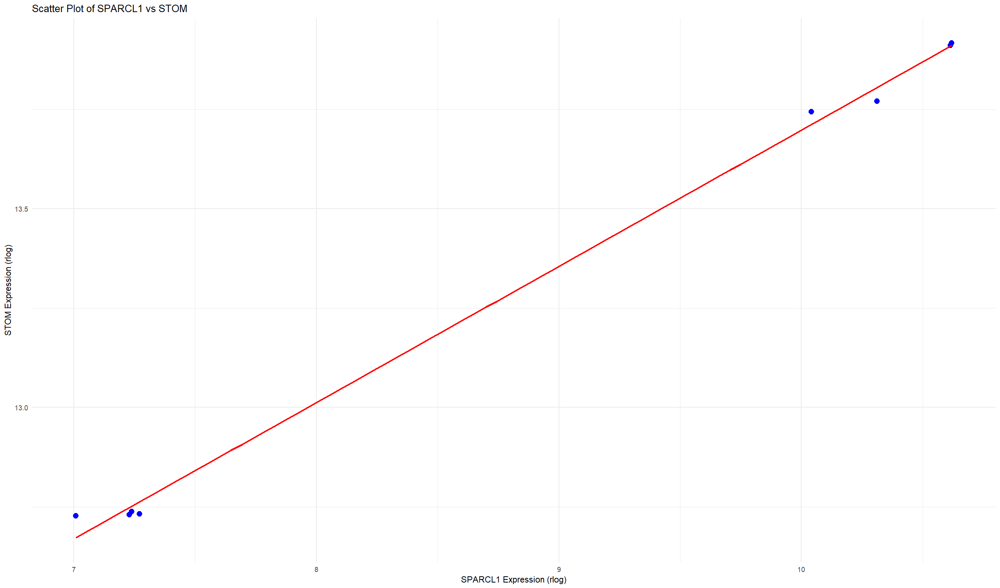 Scatter Plot of SPARCL1 vs STOM
STOM Expression (rlog)
13.5
13.0
7
8
9
10
SPARCL1 Expression (rlog)